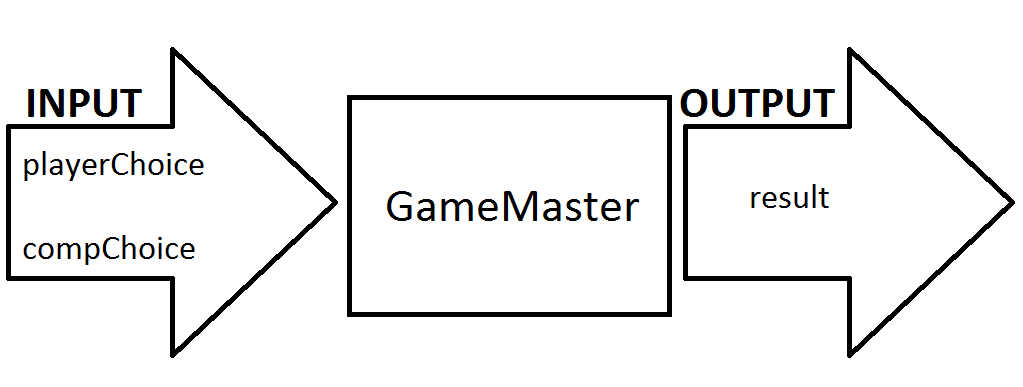 INPUT
playerChoice
compChoice
GameMaster
OUTPUT
result